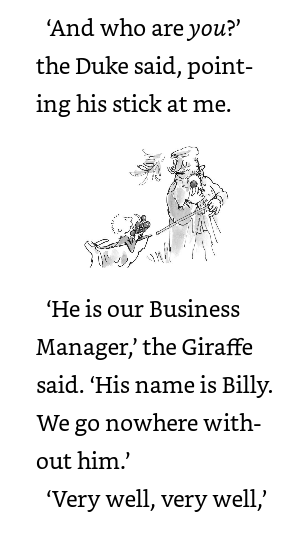 ‘And who are you?’
the Duke said, point-
ing his stick at me.
‘He is our Business
Manager,’ the Giraffe
said. ‘His name is Billy.
We go nowhere with-
out him.’
‘Very well, very well,’